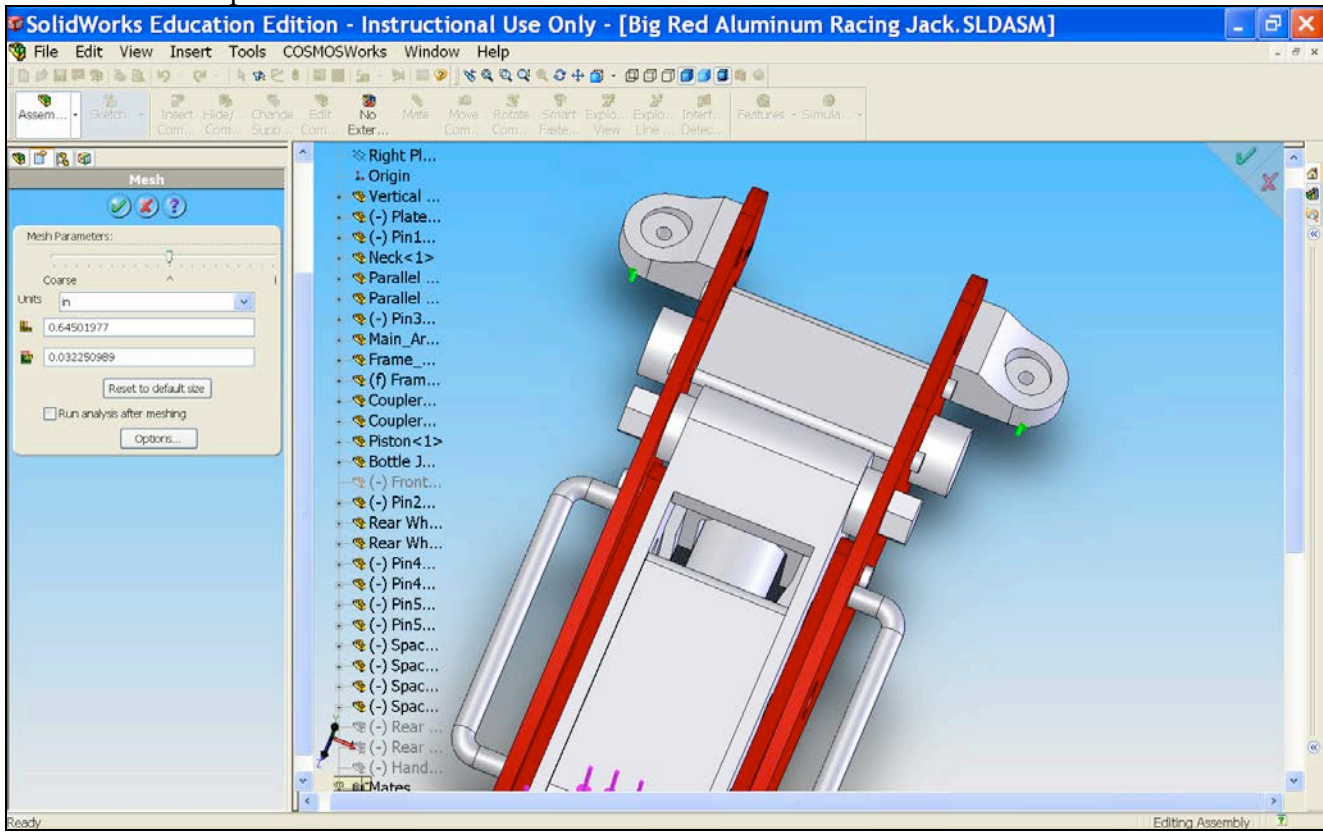 SolidWorks Education Edition - Instructional Use Only - [Big Red Aluminum Racing Jack.SLDASM]
File Edit View Insert Tools COSMOSWorks Window Help
Assem... Sketch Insert Hide/ Change Edit No Mate Move Rotate Smart Explo... Explo... Interf... Features Simula...
Com... Com... Supp... Com... Exter... Com... Com... Faste... View Line ... Detec...
Mesh
Mesh Parameters:
Coarse
Units in
0.64501977
0.032250989
Reset to default size
Run analysis after meshing
Options...
Right Pl...
Origin
Vertical ...
(-) Plate...
(-) Pin1...
Neck<1>
Parallel ...
Parallel ...
(-) Pin3...
Main_Ar...
Frame_...
(f) Fram...
Coupler...
Coupler...
Piston<1>
Bottle J...
(-) Front...
(-) Pin2...
Rear Wh...
Rear Wh...
(-) Pin4...
(-) Pin4...
(-) Pin5...
(-) Pin5...
(-) Spac...
(-) Spac...
(-) Spac...
(-) Spac...
(-) Rear ...
(-) Rear ...
(-) Hand...
Mates
Ready Editing Assembly